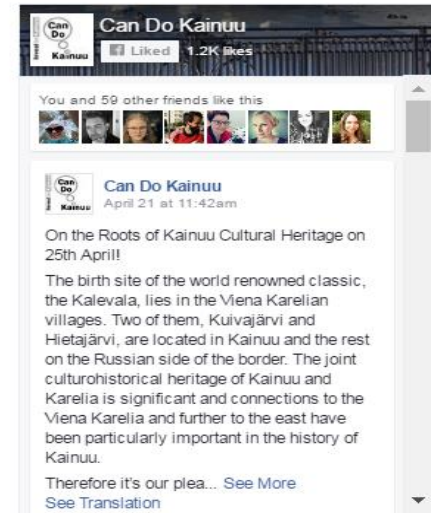 Can
Do
Kainuu
Can Do Kainuu
Liked 1.2K likes
You and 59 other friends like this
Can
Do
Kainuu
Can Do Kainuu
April 21 at 11:42am
On the Roots of Kainuu Cultural Heritage on
25th April!
The birth site of the world renowned classic,
the Kalevala, lies in the Viena Karelian
villages. Two of them, Kuivajärvi and
Hietajärvi, are located in Kainuu and the rest
on the Russian side of the border. The joint
culturohistorical heritage of Kainuu and
Karelia is significant and connections to the
Viena Karelia and further to the east have
been particularly important in the history of
Kainuu.
Therefore it's our plea... See More
See Translation